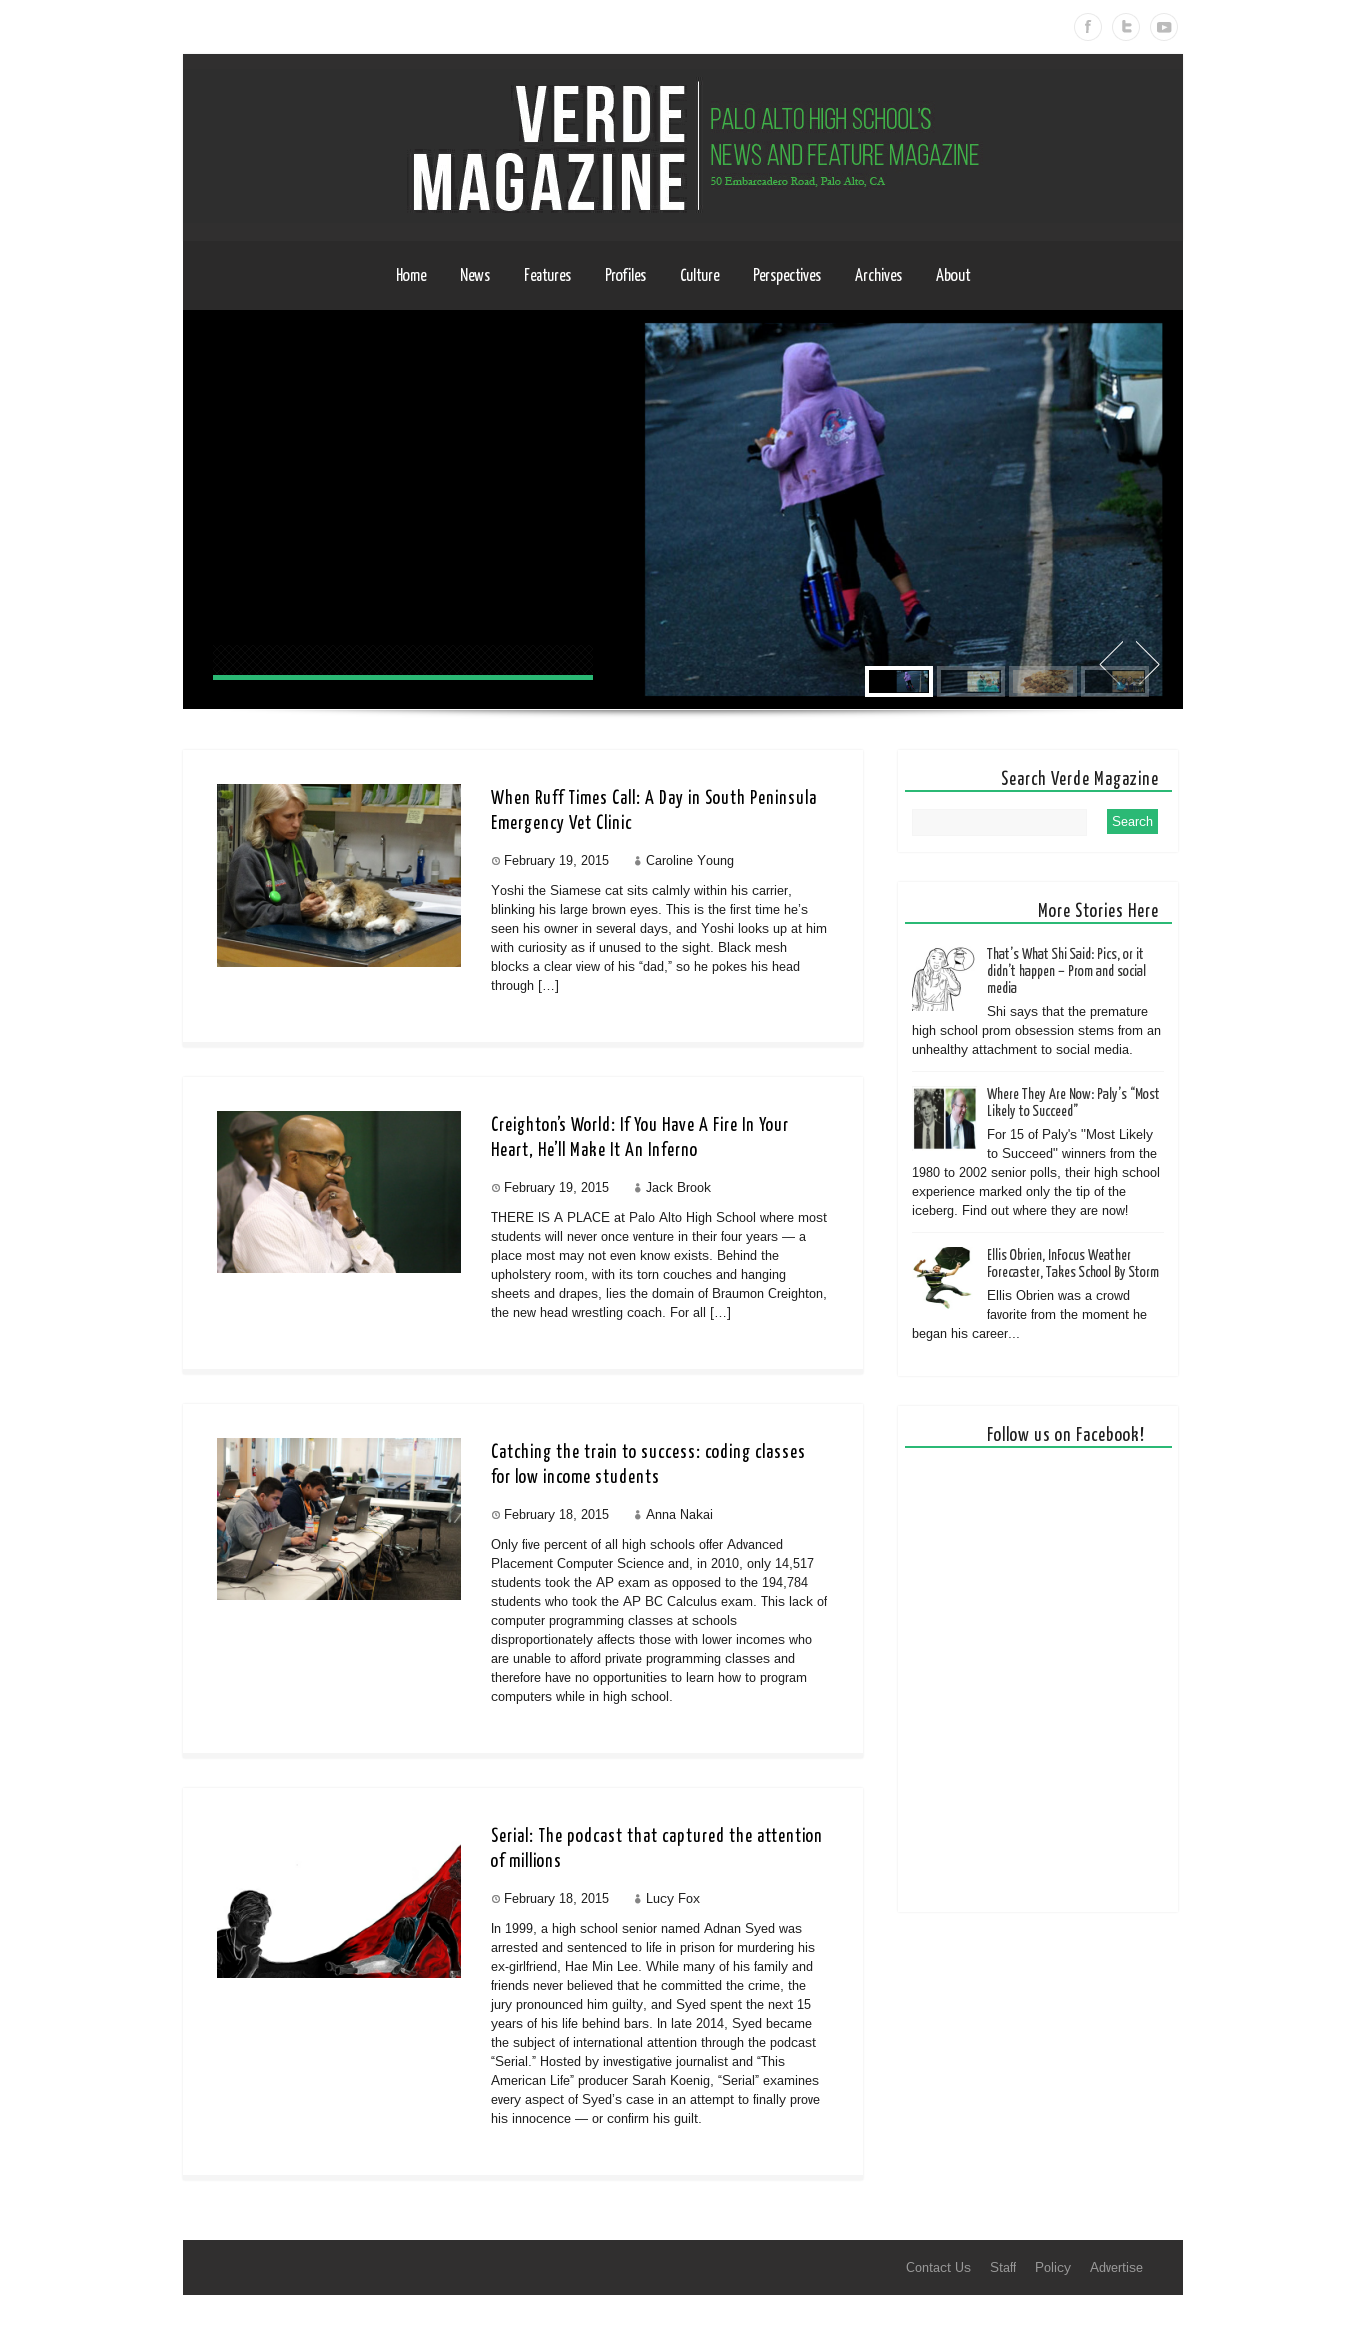 VERDE
MAGAZINE
PALO ALTO HIGH SCHOOL'S
NEWS AND FEATURE MAGAZINE
50 Embarcadero Road, Palo Alto, CA
Home News Features Profiles Culture Perspectives Archives About
When Ruff Times Call: A Day in South Peninsula
Emergency Vet Clinic
February 19, 2015 Caroline Young
Yoshi the Siamese cat sits calmly within his carrier,
blinking his large brown eyes. This is the first time he’s
seen his owner in several days, and Yoshi looks up at him
with curiosity as if unused to the sight. Black mesh
blocks a clear view of his “dad,” so he pokes his head
through […]
Creighton’s World: If You Have A Fire In Your
Heart, He’ll Make It An Inferno
February 19, 2015 Jack Brook
THERE IS A PLACE at Palo Alto High School where most
students will never once venture in their four years — a
place most may not even know exists. Behind the
upholstery room, with its torn couches and hanging
sheets and drapes, lies the domain of Braumon Creighton,
the new head wrestling coach. For all […]
Catching the train to success: coding classes
for low income students
February 18, 2015 Anna Nakai
Only five percent of all high schools offer Advanced
Placement Computer Science and, in 2010, only 14,517
students took the AP exam as opposed to the 194,784
students who took the AP BC Calculus exam. This lack of
computer programming classes at schools
disproportionately affects those with lower incomes who
are unable to afford private programming classes and
therefore have no opportunities to learn how to program
computers while in high school.
Serial: The podcast that captured the attention
of millions
February 18, 2015 Lucy Fox
In 1999, a high school senior named Adnan Syed was
arrested and sentenced to life in prison for murdering his
ex-girlfriend, Hae Min Lee. While many of his family and
friends never believed that he committed the crime, the
jury pronounced him guilty, and Syed spent the next 15
years of his life behind bars. In late 2014, Syed became
the subject of international attention through the podcast
“Serial.” Hosted by investigative journalist and “This
American Life” producer Sarah Koenig, “Serial” examines
every aspect of Syed’s case in an attempt to finally prove
his innocence — or confirm his guilt.
Search Verde Magazine
Search
More Stories Here
That’s What Shi Said: Pics, or it
didn’t happen – Prom and social
media
Shi says that the premature
high school prom obsession stems from an
unhealthy attachment to social media.
Where They Are Now: Paly’s “Most
Likely to Succeed”
For 15 of Paly's "Most Likely
to Succeed" winners from the
1980 to 2002 senior polls, their high school
experience marked only the tip of the
iceberg. Find out where they are now!
Ellis Obrien, InFocus Weather
Forecaster, Takes School By Storm
Ellis Obrien was a crowd
favorite from the moment he
began his career...
Follow us on Facebook!
Contact Us Staff Policy Advertise